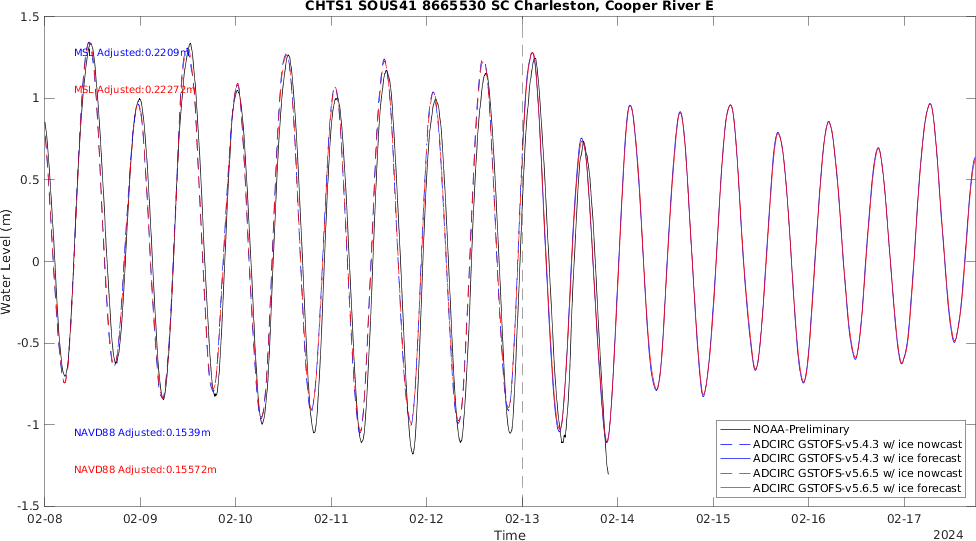 CHTS1 SOUS41 8665530 SC Charleston, Cooper River E
1.5
1
0.5
0
-0.5
-1
-1.5
Water Level (m)
MSL Adjusted:0.2209m
MSL Adjusted:0.22272m
NAVD88 Adjusted:0.1539m
NAVD88 Adjusted:0.15572m
NOAA-Preliminary
ADCIRC GSTOFS-v5.4.3 w/ ice nowcast
ADCIRC GSTOFS-v5.4.3 w/ ice forecast
ADCIRC GSTOFS-v5.6.5 w/ ice nowcast
ADCIRC GSTOFS-v5.6.5 w/ ice forecast
02-08 02-09 02-10 02-11 02-12 02-13 02-14 02-15 02-16 02-17
Time
2024